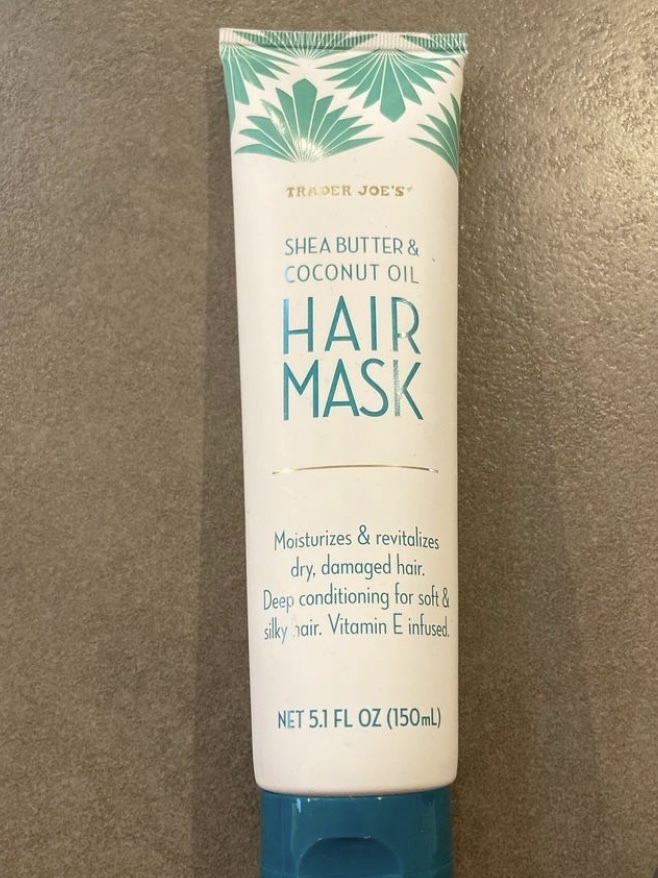 TRADER JOE'S
SHEA BUTTER &
COCONUT OIL
HAIR
MASK
Moisturizes & revitalizes
dry, damaged hair.
Deep conditioning for soft &
silky hair. Vitamin E infused.
NET 5.1 FL OZ (150mL)